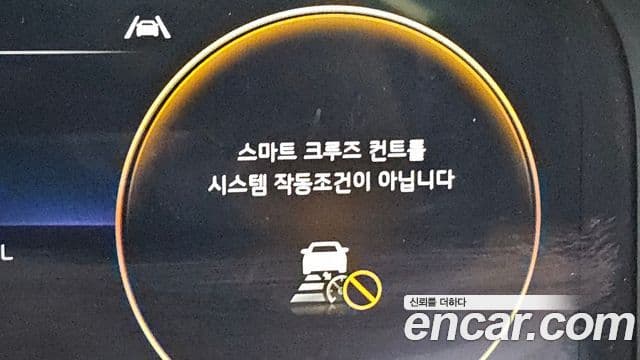 스마트 크루즈 컨트롤
시스템 작동조건이 아닙니다
L
신뢰를 더하다
encar.com